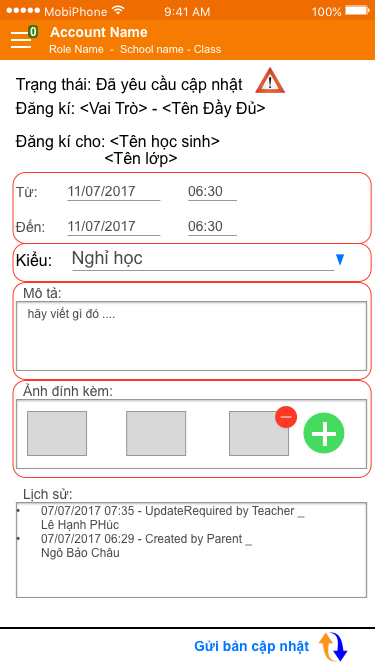 MobiPhone 9:41 AM 100%
0 Account Name
Role Name - School name - Class
Trạng thái: Đã yêu cầu cập nhật !
Đăng kí: <Vai Trò> - <Tên Đầy Đủ>
Đăng kí cho: <Tên học sinh>
<Tên lớp>
Từ: 11/07/2017 06:30
Đến: 11/07/2017 06:30
Kiểu: Nghỉ học
Mô tả:
hãy viết gì đó ....
Ảnh đính kèm:
Lịch sử:
• 07/07/2017 07:35 - UpdateRequired by Teacher _
Lê Hạnh PHúc
• 07/07/2017 06:29 - Created by Parent _
Ngô Bảo Châu
Gửi bản cập nhật